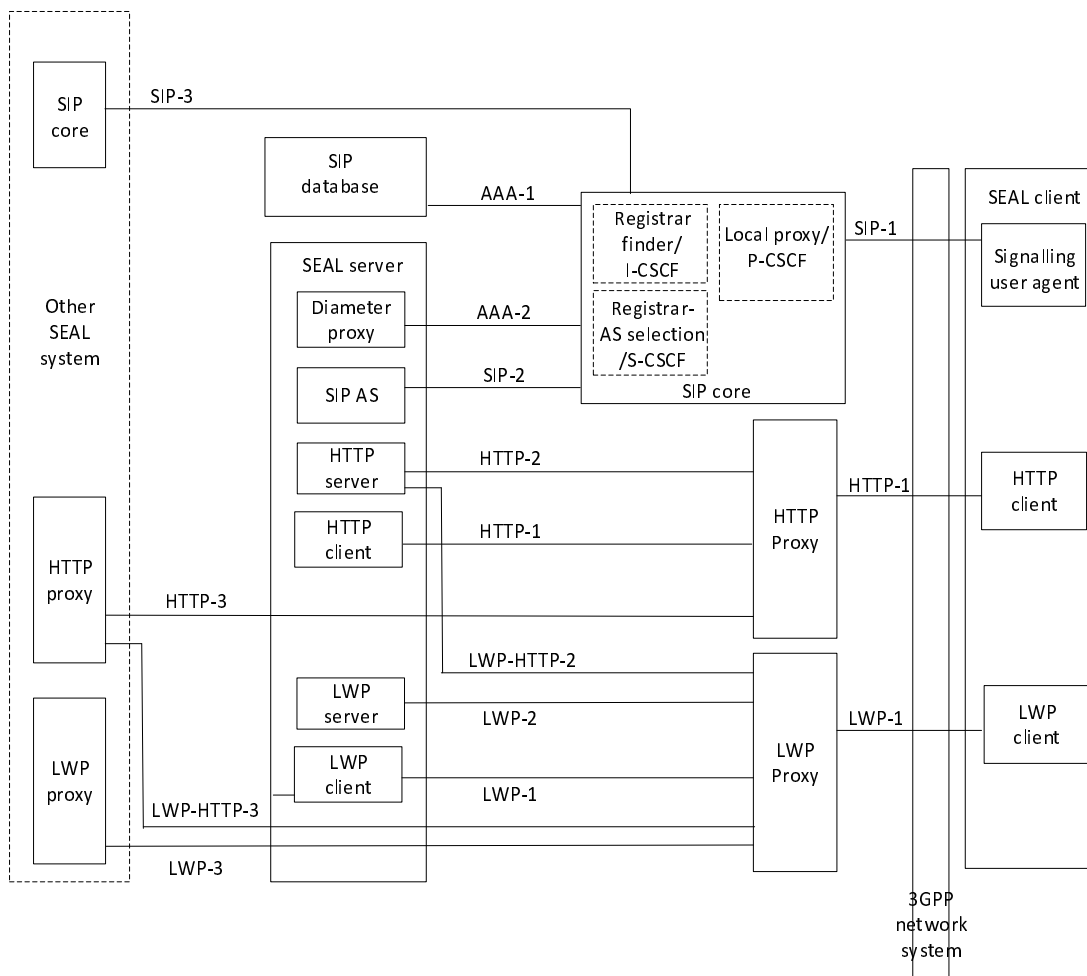 SIP
core
SIP-3
SIP
database
AAA-1
Registrar
finder/
I-CSCF
Local proxy/
P-CSCF
SIP-1
SEAL client
Signalling
user agent
SEAL server
Diameter
proxy
AAA-2
Registrar-
AS selection
/S-CSCF
SIP core
Other
SEAL
system
SIP AS
SIP-2
HTTP
server
HTTP-2
HTTP
client
HTTP-1
HTTP
Proxy
HTTP-1
HTTP
client
HTTP
proxy
HTTP-3
LWP-HTTP-2
LWP
server
LWP-2
LWP
client
LWP-1
LWP
Proxy
LWP-1
LWP
client
LWP
proxy
LWP-HTTP-3
LWP-3
3GPP
network
system